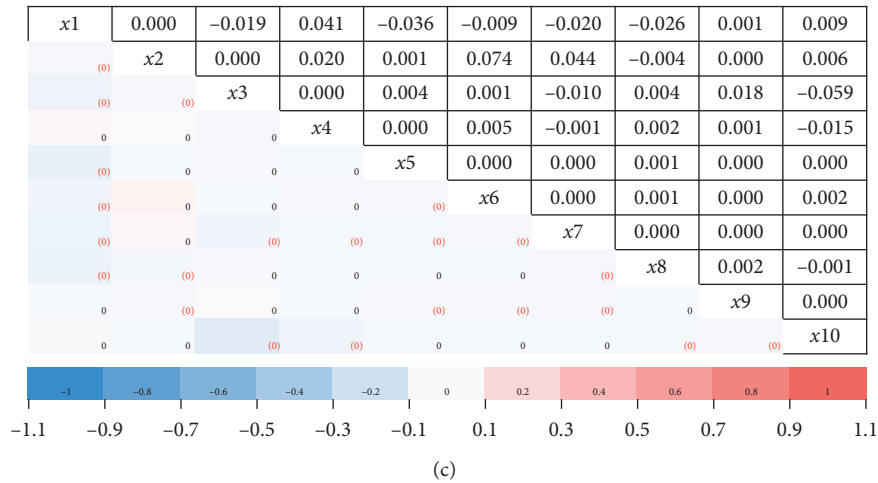 x1 0.000 –0.019 0.041 –0.036 –0.009 –0.020 –0.026 0.001 0.009
(0) x2 0.000 0.020 0.001 0.074 0.044 –0.004 0.000 0.006
(0) (0) x3 0.000 0.004 0.001 –0.010 0.004 0.018 –0.059
0 0 0 x4 0.000 0.005 –0.001 0.002 0.001 –0.015
(0) 0 0 0 x5 0.000 0.000 0.001 0.000 0.000
(0) 0 0 0 (0) x6 0.000 0.001 0.000 0.002
(0) 0 (0) (0) (0) (0) x7 0.000 0.000 0.000
(0) (0) 0 0 0 0 (0) x8 0.002 –0.001
0 (0) 0 0 (0) (0) (0) 0 x9 0.000
0 0 (0) (0) 0 0 0 (0) (0) x10
–1 –0.8 –0.6 –0.4 –0.2 0 0.2 0.4 0.6 0.8 1
–1.1 –0.9 –0.7 –0.5 –0.3 –0.1 0.1 0.3 0.5 0.7 0.9 1.1
(c)